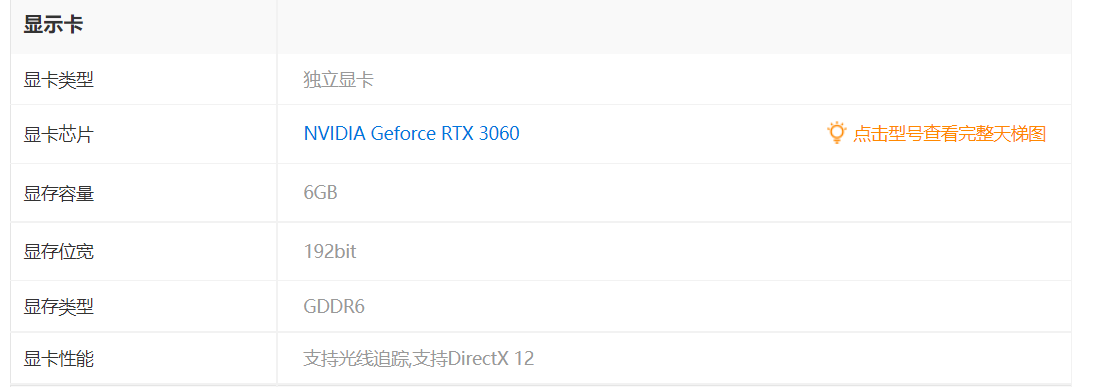 显示卡
显卡类型 独立显卡
显卡芯片 NVIDIA Geforce RTX 3060 点击型号查看完整天梯图
显存容量 6GB
显存位宽 192bit
显存类型 GDDR6
显卡性能 支持光线追踪,支持DirectX 12